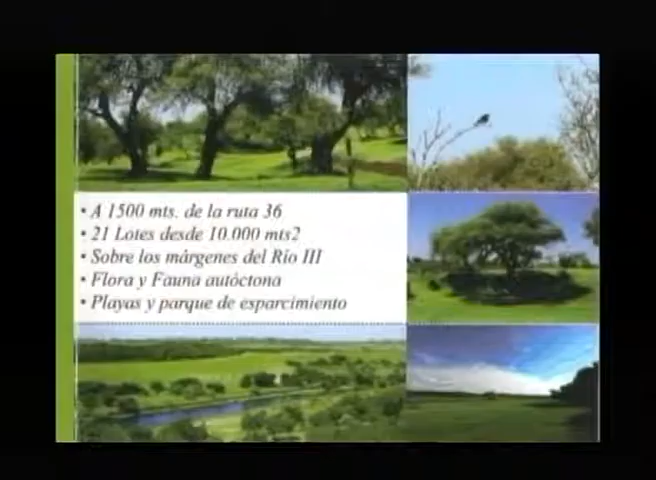 • A 1500 mts. de la ruta 36
• 21 Lotes desde 10.000 mts2
• Sobre los márgenes del Río III
• Flora y Fauna autóctona
• Playas y parque de esparcimiento